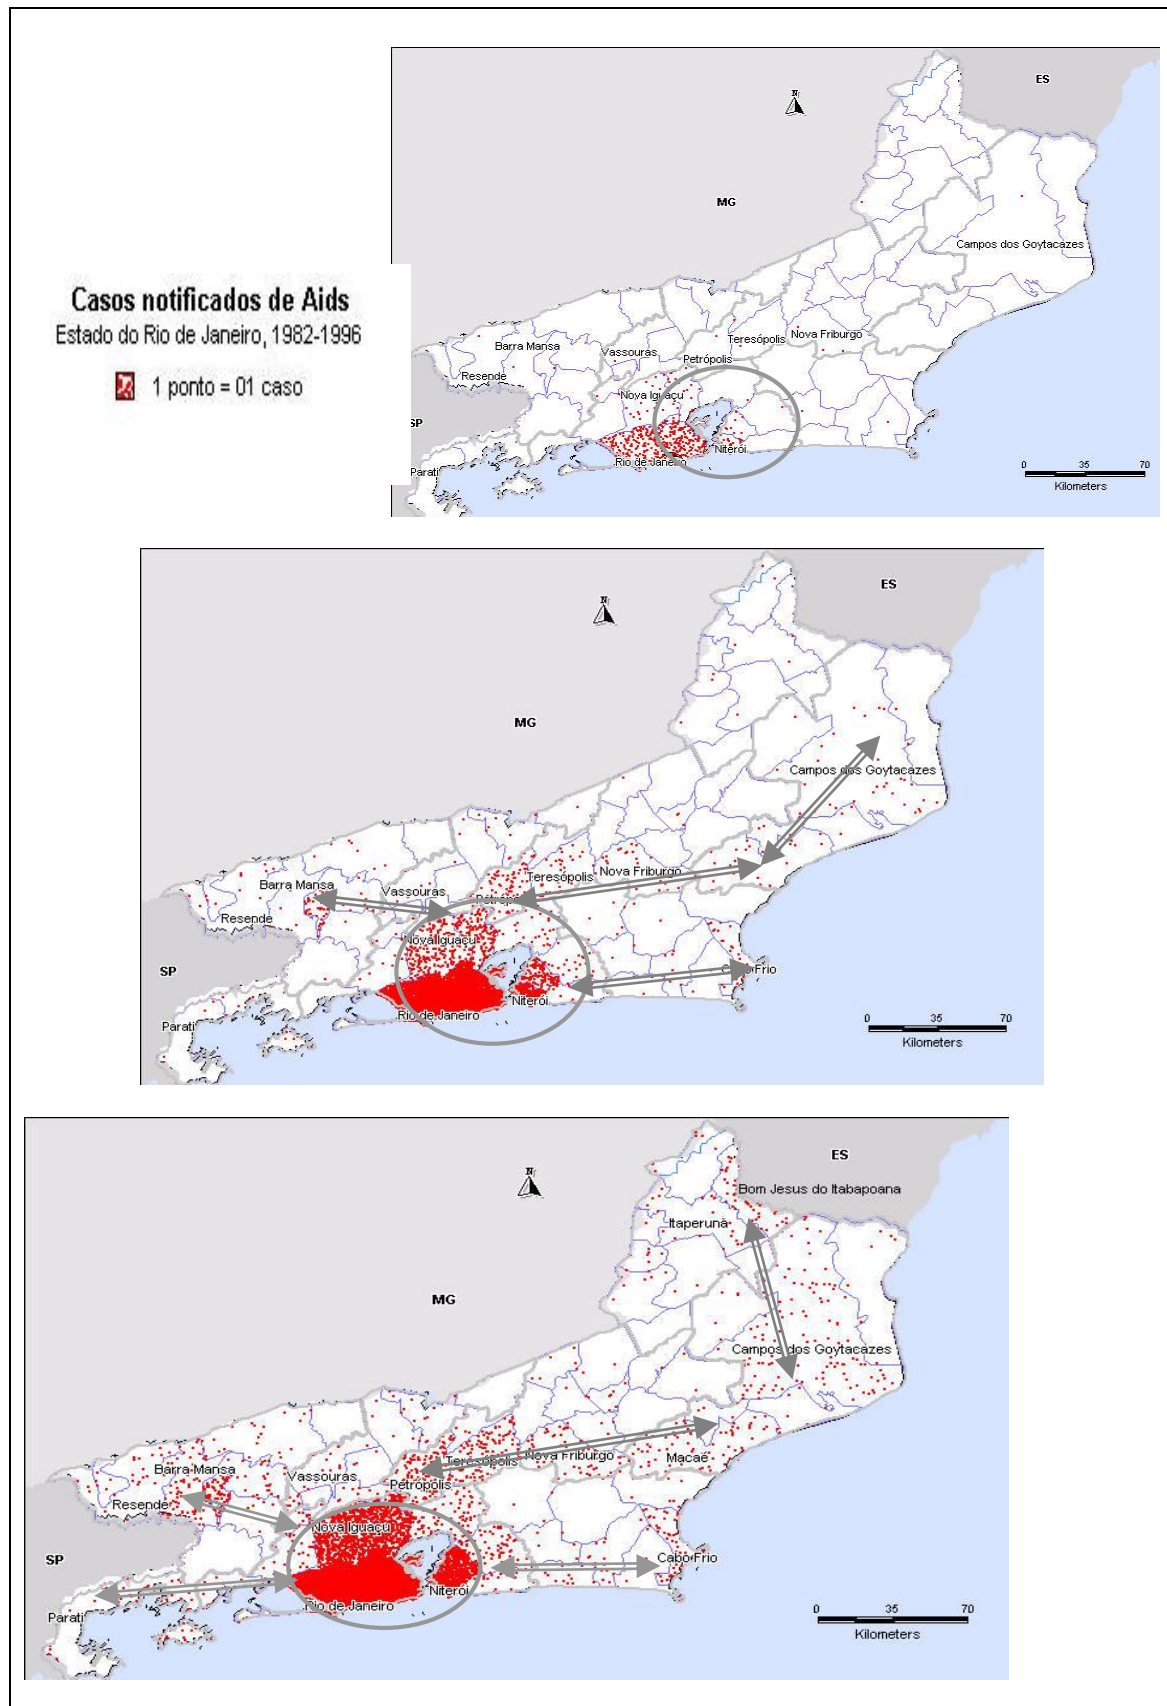 Casos notificados de Aids
Estado do Rio de Janeiro, 1982-1996
1 ponto = 01 caso
ES
N
MG
Campos dos Goytacazes
Nova Friburgo
Teresópolis
Barra Mansa
Vassouras
Petrópolis
Resende
Nova Iguaçu
SP
Niterói
Rio de Janeiro
Parati
0 35 70
Kilometers
ES
N
MG
Campos dos Goytacazes
Nova Friburgo
Teresópolis
Barra Mansa
Vassouras
Petrópolis
Resende
Nova Iguaçu
SP
Cabo Frio
Niterói
Rio de Janeiro
Parati
0 35 70
Kilometers
ES
N
Bom Jesus do Itabapoana
Itaperuna
MG
Campos dos Goytacazes
Nova Friburgo
Macaé
Teresópolis
Barra Mansa
Vassouras
Petrópolis
Resende
Nova Iguaçu
SP
Cabo Frio
Niterói
Rio de Janeiro
Parati
0 35 70
Kilometers